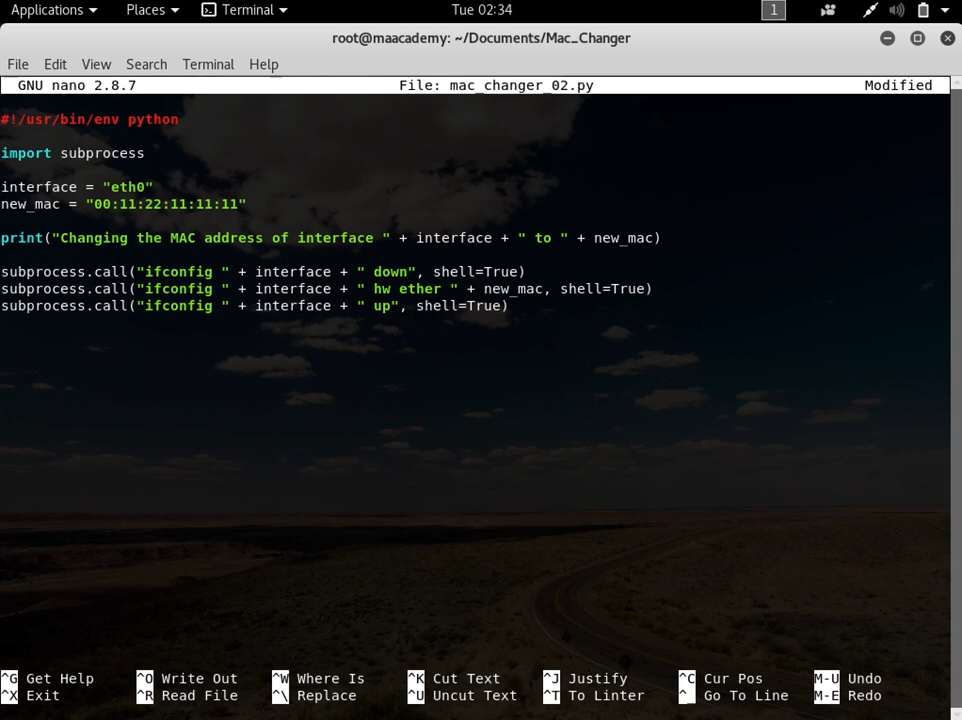 Applications Places Terminal Tue 02:34 1
root@maacademy: ~/Documents/Mac_Changer
File Edit View Search Terminal Help
GNU nano 2.8.7 File: mac_changer_02.py Modified
#!/usr/bin/env python
import subprocess
interface = "eth0"
new_mac = "00:11:22:11:11:11"
print("Changing the MAC address of interface " + interface + " to " + new_mac)
subprocess.call("ifconfig " + interface + " down", shell=True)
subprocess.call("ifconfig " + interface + " hw ether " + new_mac, shell=True)
subprocess.call("ifconfig " + interface + " up", shell=True)
^G Get Help ^O Write Out ^W Where Is ^K Cut Text ^J Justify ^C Cur Pos M-U Undo
^X Exit ^R Read File ^\ Replace ^U Uncut Text ^T To Linter ^_ Go To Line M-E Redo